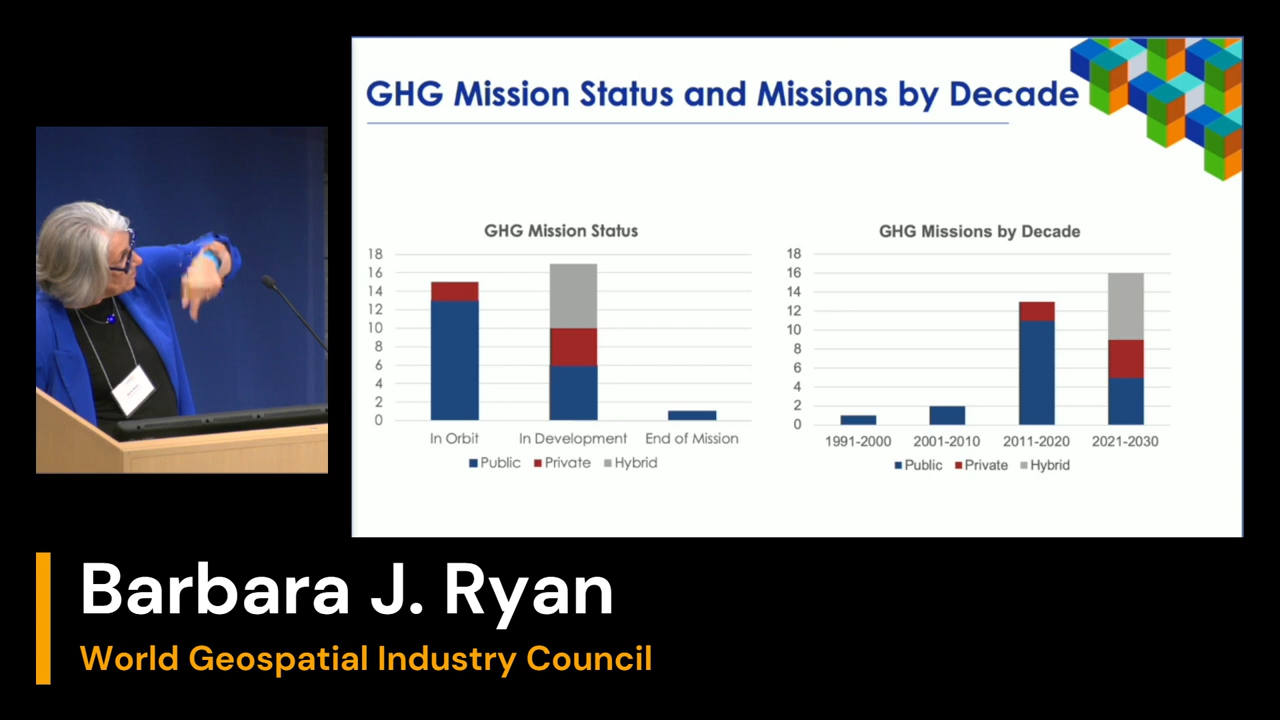 GHG Mission Status and Missions by Decade
GHG Mission Status
18
16
14
12
10
8
6
4
2
0
In Orbit In Development End of Mission
Public Private Hybrid
GHG Missions by Decade
18
16
14
12
10
8
6
4
2
0
1991-2000 2001-2010 2011-2020 2021-2030
Public Private Hybrid
Barbara J. Ryan
World Geospatial Industry Council